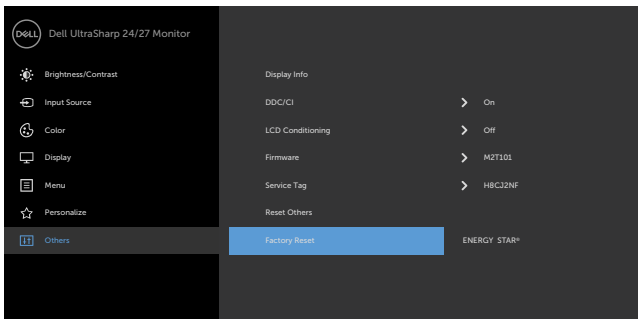 DELL Dell UltraSharp 24/27 Monitor
Brightness/Contrast Display Info
Input Source DDC/CI On
Color LCD Conditioning Off
Display Firmware M2T101
Menu Service Tag H8CJ2NF
Personalize Reset Others
Others Factory Reset ENERGY STAR®